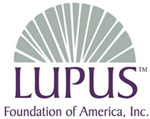 LUPUS™
Foundation of America, Inc.